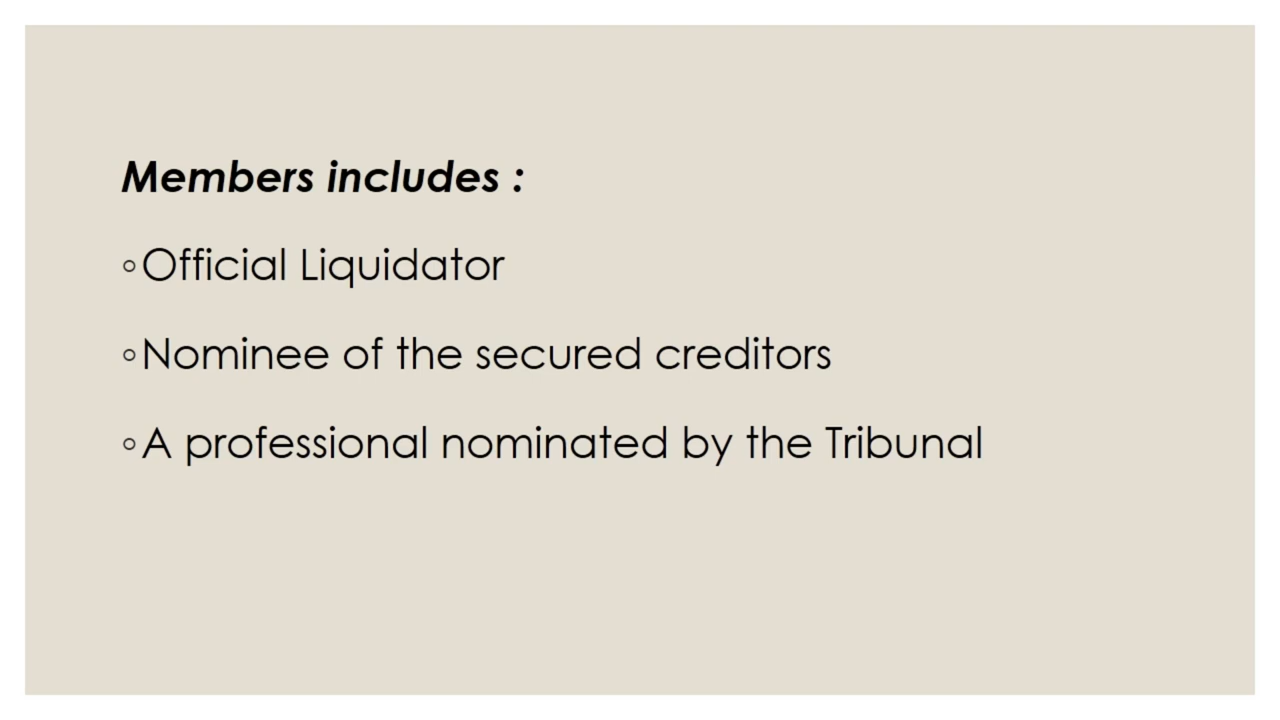 Members includes :
◦Official Liquidator
◦Nominee of the secured creditors
◦A professional nominated by the Tribunal